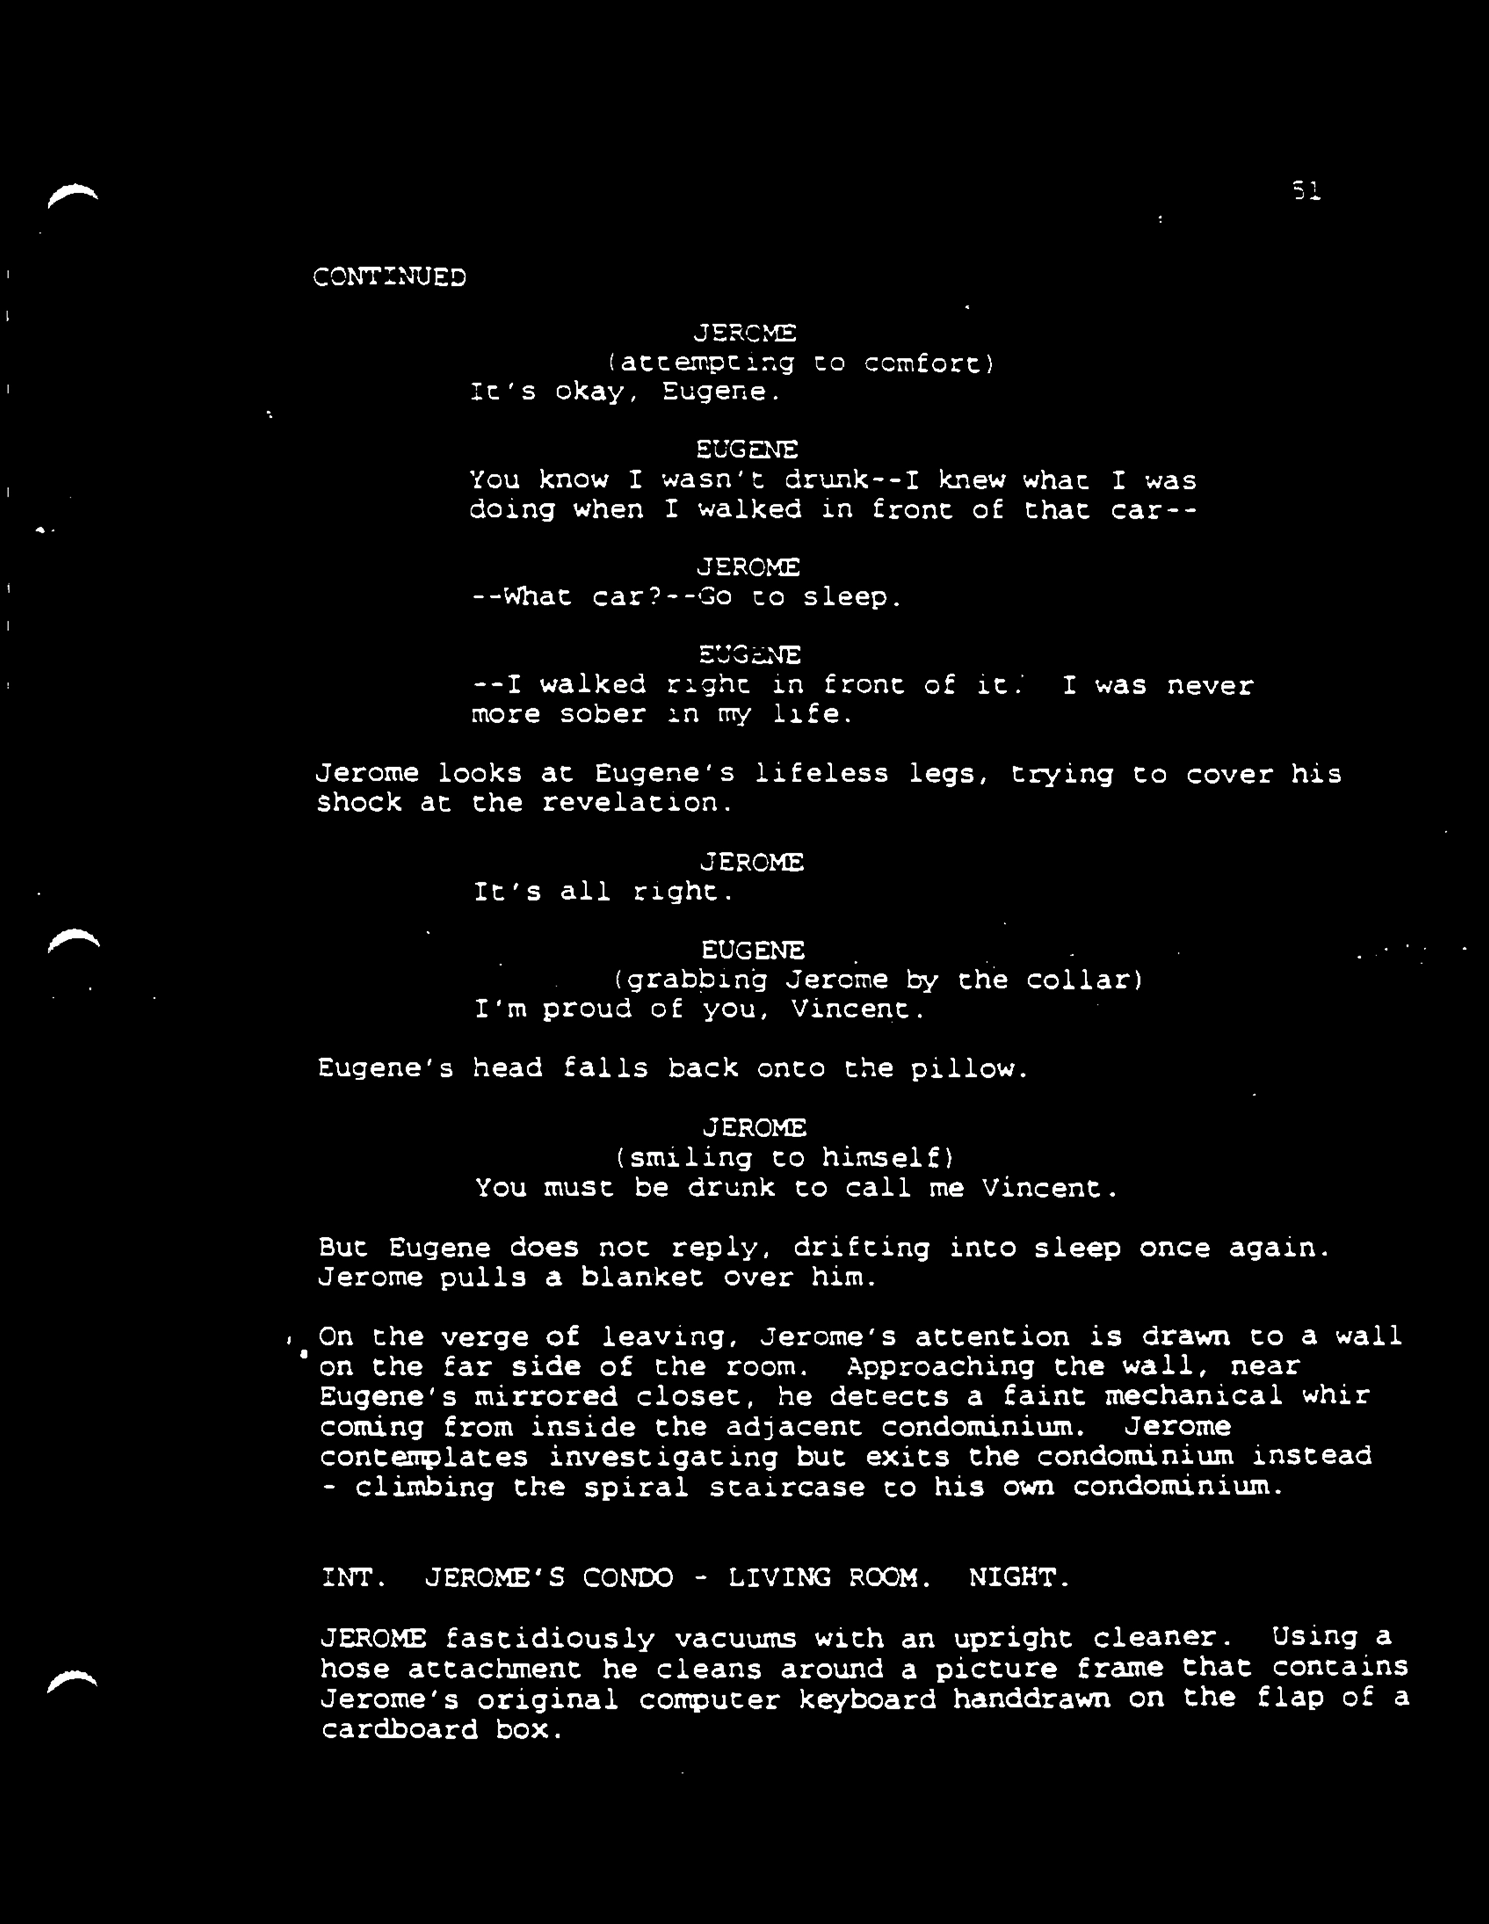 51
CONTINUED
JEROME
(attempting to comfort)
It's okay, Eugene.
EUGENE
You know I wasn't drunk--I knew what I was
doing when I walked in front of that car--
JEROME
--What car?--Go to sleep.
EUGENE
--I walked right in front of it. I was never
more sober in my life.
Jerome looks at Eugene's lifeless legs, trying to cover his
shock at the revelation.
JEROME
It's all right.
EUGENE
(grabbing Jerome by the collar)
I'm proud of you, Vincent.
Eugene's head falls back onto the pillow.
JEROME
(smiling to himself)
You must be drunk to call me Vincent.
But Eugene does not reply, drifting into sleep once again.
Jerome pulls a blanket over him.
On the verge of leaving, Jerome's attention is drawn to a wall
on the far side of the room. Approaching the wall, near
Eugene's mirrored closet, he detects a faint mechanical whir
coming from inside the adjacent condominium. Jerome
contemplates investigating but exits the condominium instead
- climbing the spiral staircase to his own condominium.
INT. JEROME'S CONDO - LIVING ROOM. NIGHT.
JEROME fastidiously vacuums with an upright cleaner. Using a
hose attachment he cleans around a picture frame that contains
Jerome's original computer keyboard handdrawn on the flap of a
cardboard box.